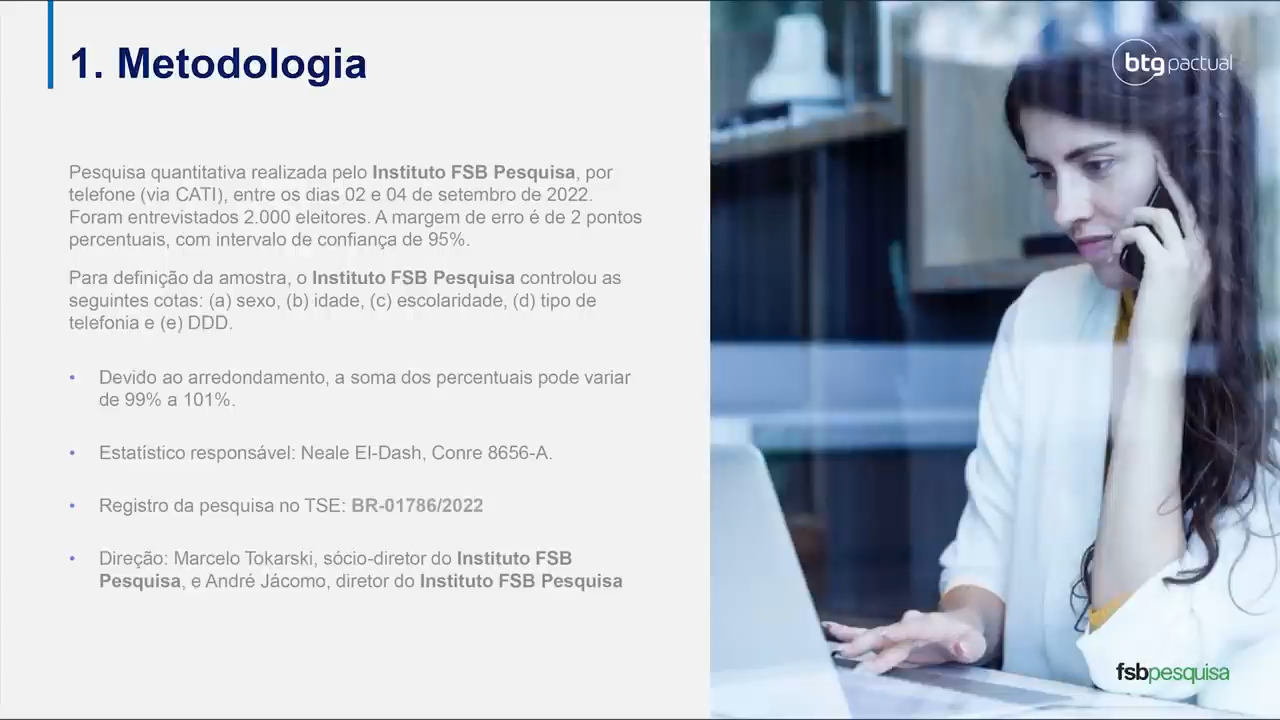 1. Metodologia
btg pactual
Pesquisa quantitativa realizada pelo Instituto FSB Pesquisa, por
telefone (via CATI), entre os dias 02 e 04 de setembro de 2022.
Foram entrevistados 2.000 eleitores. A margem de erro é de 2 pontos
percentuais, com intervalo de confiança de 95%.
Para definição da amostra, o Instituto FSB Pesquisa controlou as
seguintes cotas: (a) sexo, (b) idade, (c) escolaridade, (d) tipo de
telefonia e (e) DDD.
• Devido ao arredondamento, a soma dos percentuais pode variar
de 99% a 101%.
• Estatístico responsável: Neale El-Dash, Conre 8656-A.
• Registro da pesquisa no TSE: BR-01786/2022
• Direção: Marcelo Tokarski, sócio-diretor do Instituto FSB
Pesquisa, e André Jácomo, diretor do Instituto FSB Pesquisa
fsbpesquisa